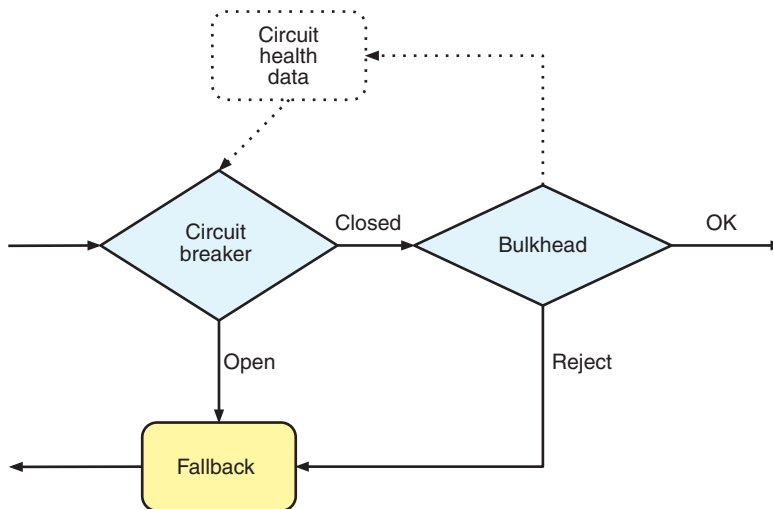 Circuit
health
data
Circuit
breaker
Closed
Bulkhead
OK
Open
Reject
Fallback